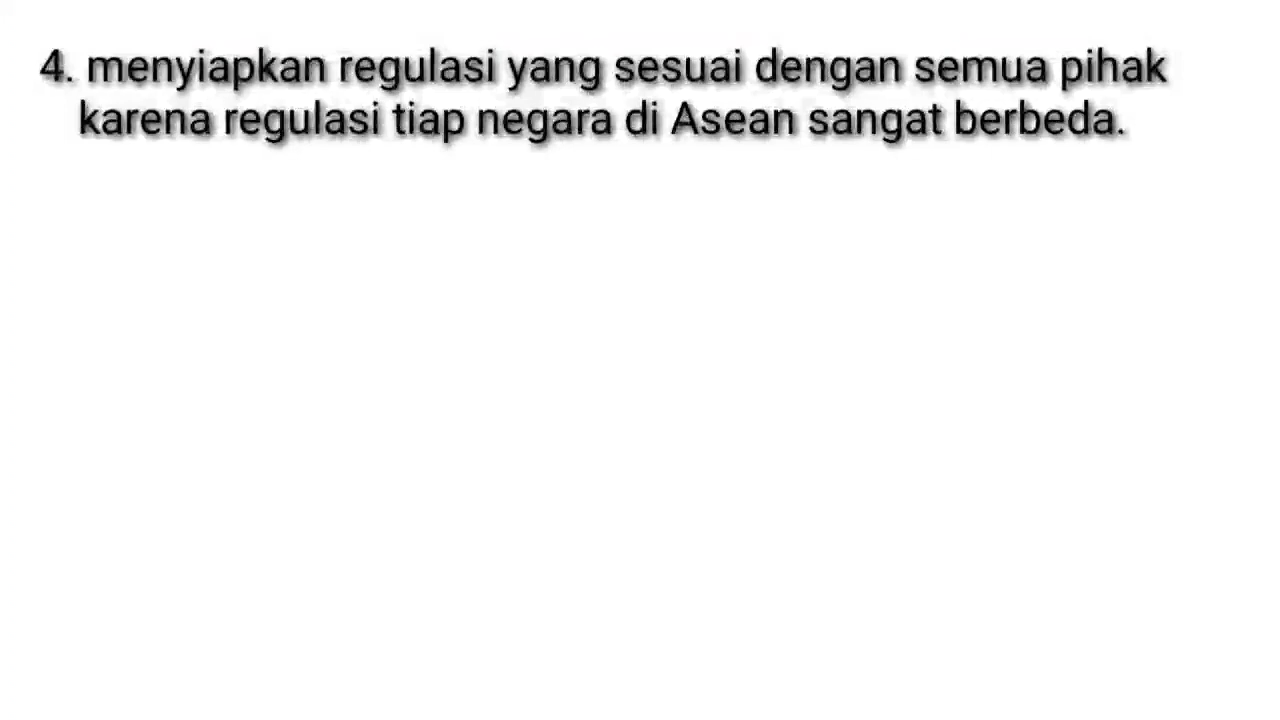 4. menyiapkan regulasi yang sesuai dengan semua pihak
karena regulasi tiap negara di Asean sangat berbeda.